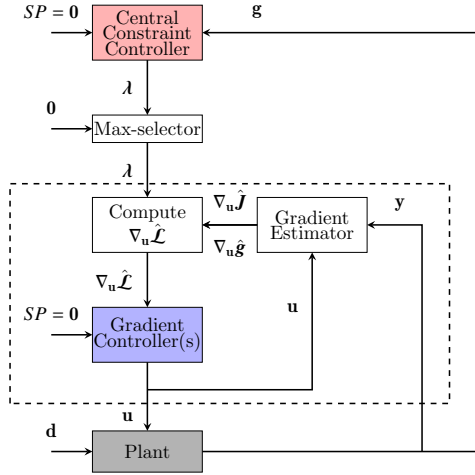 SP = 0
Central
Constraint
Controller
g
λ
0
Max-selector
λ
Compute
∇ᵤℒ̂
∇ᵤĴ
∇ᵤĝ
Gradient
Estimator
y
∇ᵤℒ̂
SP = 0
Gradient
Controller(s)
u
u
d
Plant